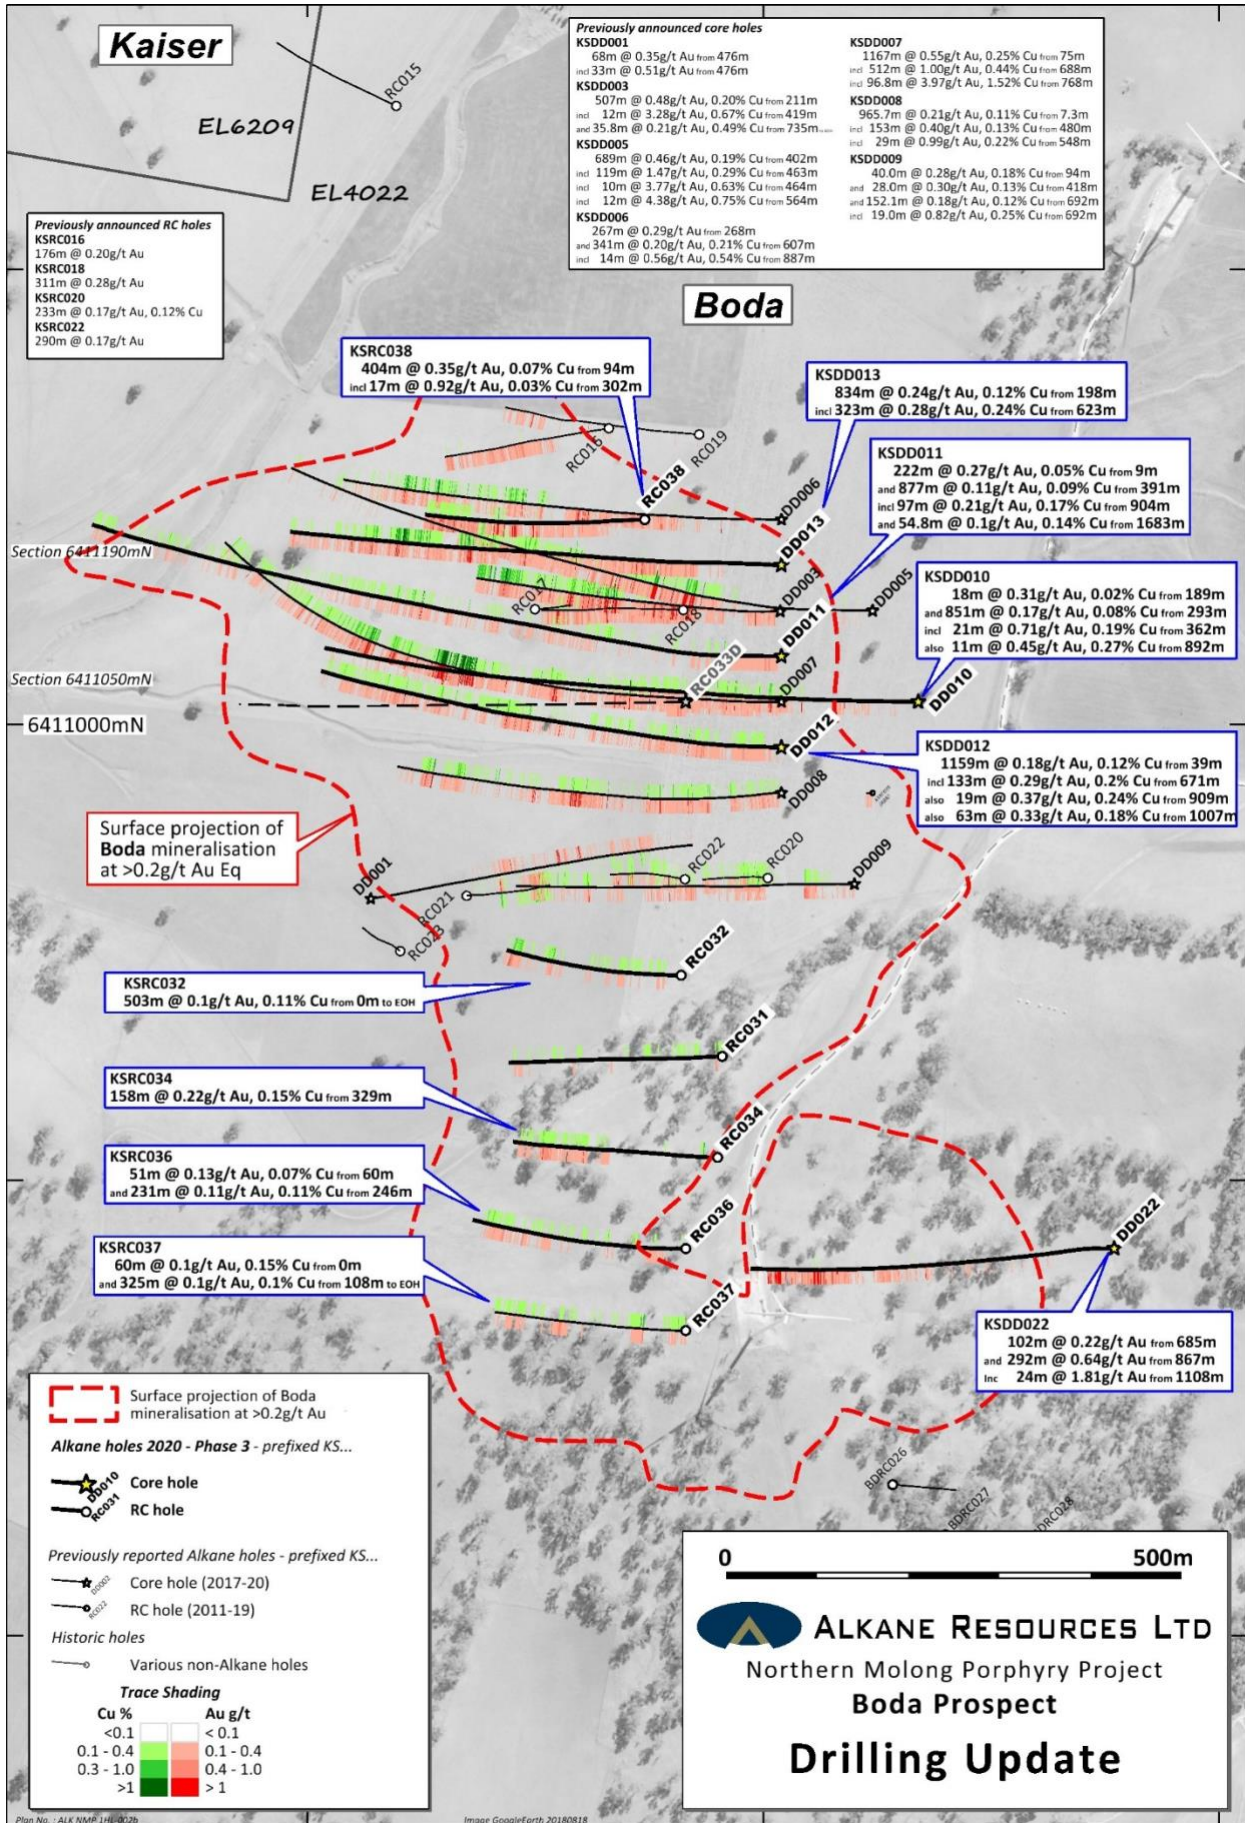 Kaiser
RC015
EL6209
EL4022
Previously announced core holes
KSDD001
68m @ 0.35g/t Au from 476m
incl 33m @ 0.51g/t Au from 476m
KSDD003
507m @ 0.48g/t Au, 0.20% Cu from 211m
incl 12m @ 3.28g/t Au, 0.67% Cu from 419m
and 35.8m @ 0.21g/t Au, 0.49% Cu from 735m
KSDD005
689m @ 0.46g/t Au, 0.19% Cu from 402m
incl 119m @ 1.47g/t Au, 0.29% Cu from 463m
incl 10m @ 3.77g/t Au, 0.63% Cu from 464m
incl 12m @ 4.38g/t Au, 0.75% Cu from 564m
KSDD006
267m @ 0.29g/t Au from 268m
and 341m @ 0.20g/t Au, 0.21% Cu from 607m
incl 14m @ 0.56g/t Au, 0.54% Cu from 887m
KSDD007
1167m @ 0.55g/t Au, 0.25% Cu from 75m
incl 512m @ 1.00g/t Au, 0.44% Cu from 688m
incl 96.8m @ 3.97g/t Au, 1.52% Cu from 768m
KSDD008
965.7m @ 0.21g/t Au, 0.11% Cu from 7.3m
incl 153m @ 0.40g/t Au, 0.13% Cu from 480m
incl 29m @ 0.99g/t Au, 0.22% Cu from 548m
KSDD009
40.0m @ 0.28g/t Au, 0.18% Cu from 94m
and 28.0m @ 0.30g/t Au, 0.13% Cu from 418m
and 152.1m @ 0.18g/t Au, 0.12% Cu from 692m
incl 19.0m @ 0.82g/t Au, 0.25% Cu from 692m
Previously announced RC holes
KSRC016
176m @ 0.20g/t Au
KSRC018
311m @ 0.28g/t Au
KSRC020
233m @ 0.17g/t Au, 0.12% Cu
KSRC022
290m @ 0.17g/t Au
Boda
KSRC038
404m @ 0.35g/t Au, 0.07% Cu from 94m
incl 17m @ 0.92g/t Au, 0.03% Cu from 302m
KSDD013
834m @ 0.24g/t Au, 0.12% Cu from 198m
incl 323m @ 0.28g/t Au, 0.24% Cu from 623m
KSDD011
222m @ 0.27g/t Au, 0.05% Cu from 9m
and 877m @ 0.11g/t Au, 0.09% Cu from 391m
incl 97m @ 0.21g/t Au, 0.17% Cu from 904m
and 54.8m @ 0.1g/t Au, 0.14% Cu from 1683m
RC016
RC019
RC038
DD006
DD013
Section 6411190mN
RC017
RC018
DD003
DD005
KSDD010
18m @ 0.31g/t Au, 0.02% Cu from 189m
and 851m @ 0.17g/t Au, 0.08% Cu from 293m
incl 21m @ 0.71g/t Au, 0.19% Cu from 362m
also 11m @ 0.45g/t Au, 0.27% Cu from 892m
DD011
RC033D
DD007
DD010
Section 6411050mN
6411000mN
DD012
KSDD012
1159m @ 0.18g/t Au, 0.12% Cu from 39m
incl 133m @ 0.29g/t Au, 0.2% Cu from 671m
also 19m @ 0.37g/t Au, 0.24% Cu from 909m
also 63m @ 0.33g/t Au, 0.18% Cu from 1007m
DD008
Surface projection of
Boda mineralisation
at >0.2g/t Au Eq
DD001
RC021
RC022
RC020
DD009
RC023
RC032
KSRC032
503m @ 0.1g/t Au, 0.11% Cu from 0m to EOH
RC031
KSRC034
158m @ 0.22g/t Au, 0.15% Cu from 329m
RC034
KSRC036
51m @ 0.13g/t Au, 0.07% Cu from 60m
and 231m @ 0.11g/t Au, 0.11% Cu from 246m
RC036
DD022
KSRC037
60m @ 0.1g/t Au, 0.15% Cu from 0m
and 325m @ 0.1g/t Au, 0.1% Cu from 108m to EOH
RC037
KSDD022
102m @ 0.22g/t Au from 685m
and 292m @ 0.64g/t Au from 867m
Inc 24m @ 1.81g/t Au from 1108m
BDRC026
BDRC027
BDRC028
Surface projection of Boda
mineralisation at >0.2g/t Au
Alkane holes 2020 - Phase 3 - prefixed KS...
DD010 Core hole
RC031 RC hole
Previously reported Alkane holes - prefixed KS...
DD002 Core hole (2017-20)
RC022 RC hole (2011-19)
Historic holes
Various non-Alkane holes
Trace Shading
Cu % Au g/t
<0.1 < 0.1
0.1 - 0.4 0.1 - 0.4
0.3 - 1.0 0.4 - 1.0
>1 > 1
0 500m
ALKANE RESOURCES LTD
Northern Molong Porphyry Project
Boda Prospect
Drilling Update
Plan No. : ALK NMP 1HL-002b
Image GoogleEarth 20180818